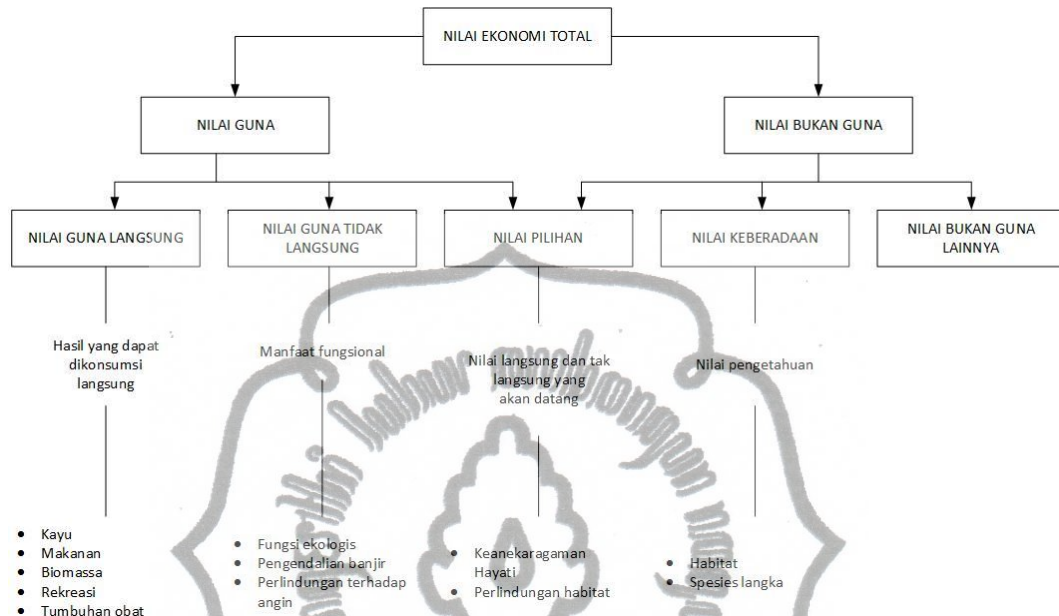 NILAI EKONOMI TOTAL
NILAI GUNA
NILAI BUKAN GUNA
NILAI GUNA LANGSUNG
NILAI GUNA TIDAK
LANGSUNG
NILAI PILIHAN
NILAI KEBERADAAN
NILAI BUKAN GUNA
LAINNYA
Hasil yang dapat
dikonsumsi
langsung
Manfaat fungsional
Nilai langsung dan tak
langsung yang
akan datang
Nilai pengetahuan
• Kayu
• Makanan
• Biomassa
• Rekreasi
• Tumbuhan obat
• Fungsi ekologis
• Pengendalian banjir
• Perlindungan terhadap
angin
• Keanekaragaman
Hayati
• Perlindungan habitat
• Habitat
• Spesies langka